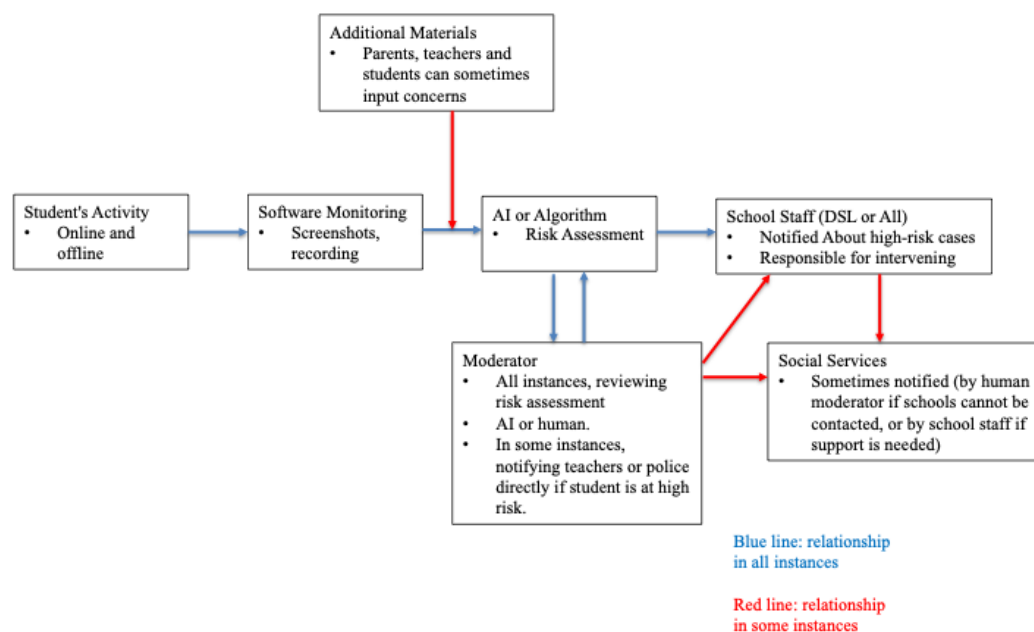 Additional Materials
• Parents, teachers and
students can sometimes
input concerns
Student's Activity
• Online and
offline
Software Monitoring
• Screenshots,
recording
AI or Algorithm
• Risk Assessment
School Staff (DSL or All)
• Notified About high-risk cases
• Responsible for intervening
Moderator
• All instances, reviewing
risk assessment
• AI or human.
• In some instances,
notifying teachers or police
directly if student is at high
risk.
Social Services
• Sometimes notified (by human
moderator if schools cannot be
contacted, or by school staff if
support is needed)
Blue line: relationship
in all instances
Red line: relationship
in some instances